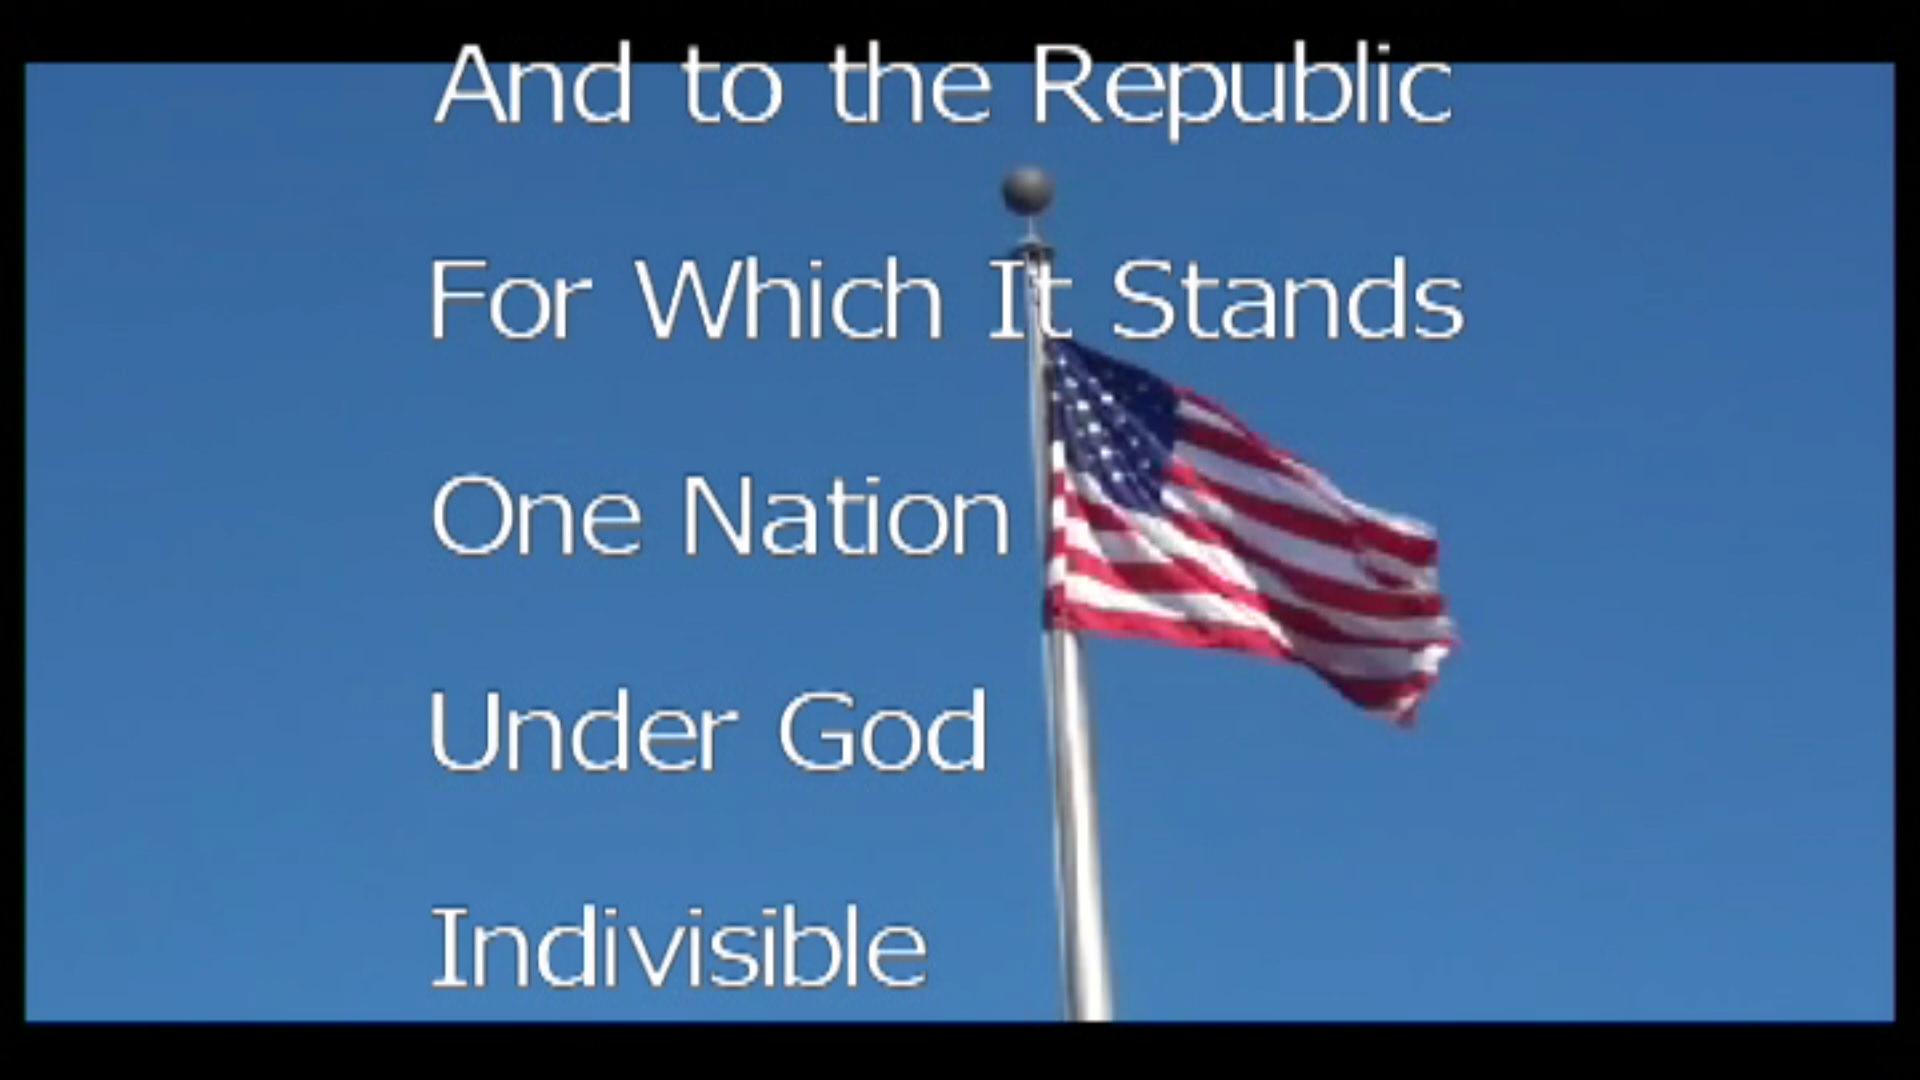 And to the Republic
For Which It Stands
One Nation
Under God
Indivisible